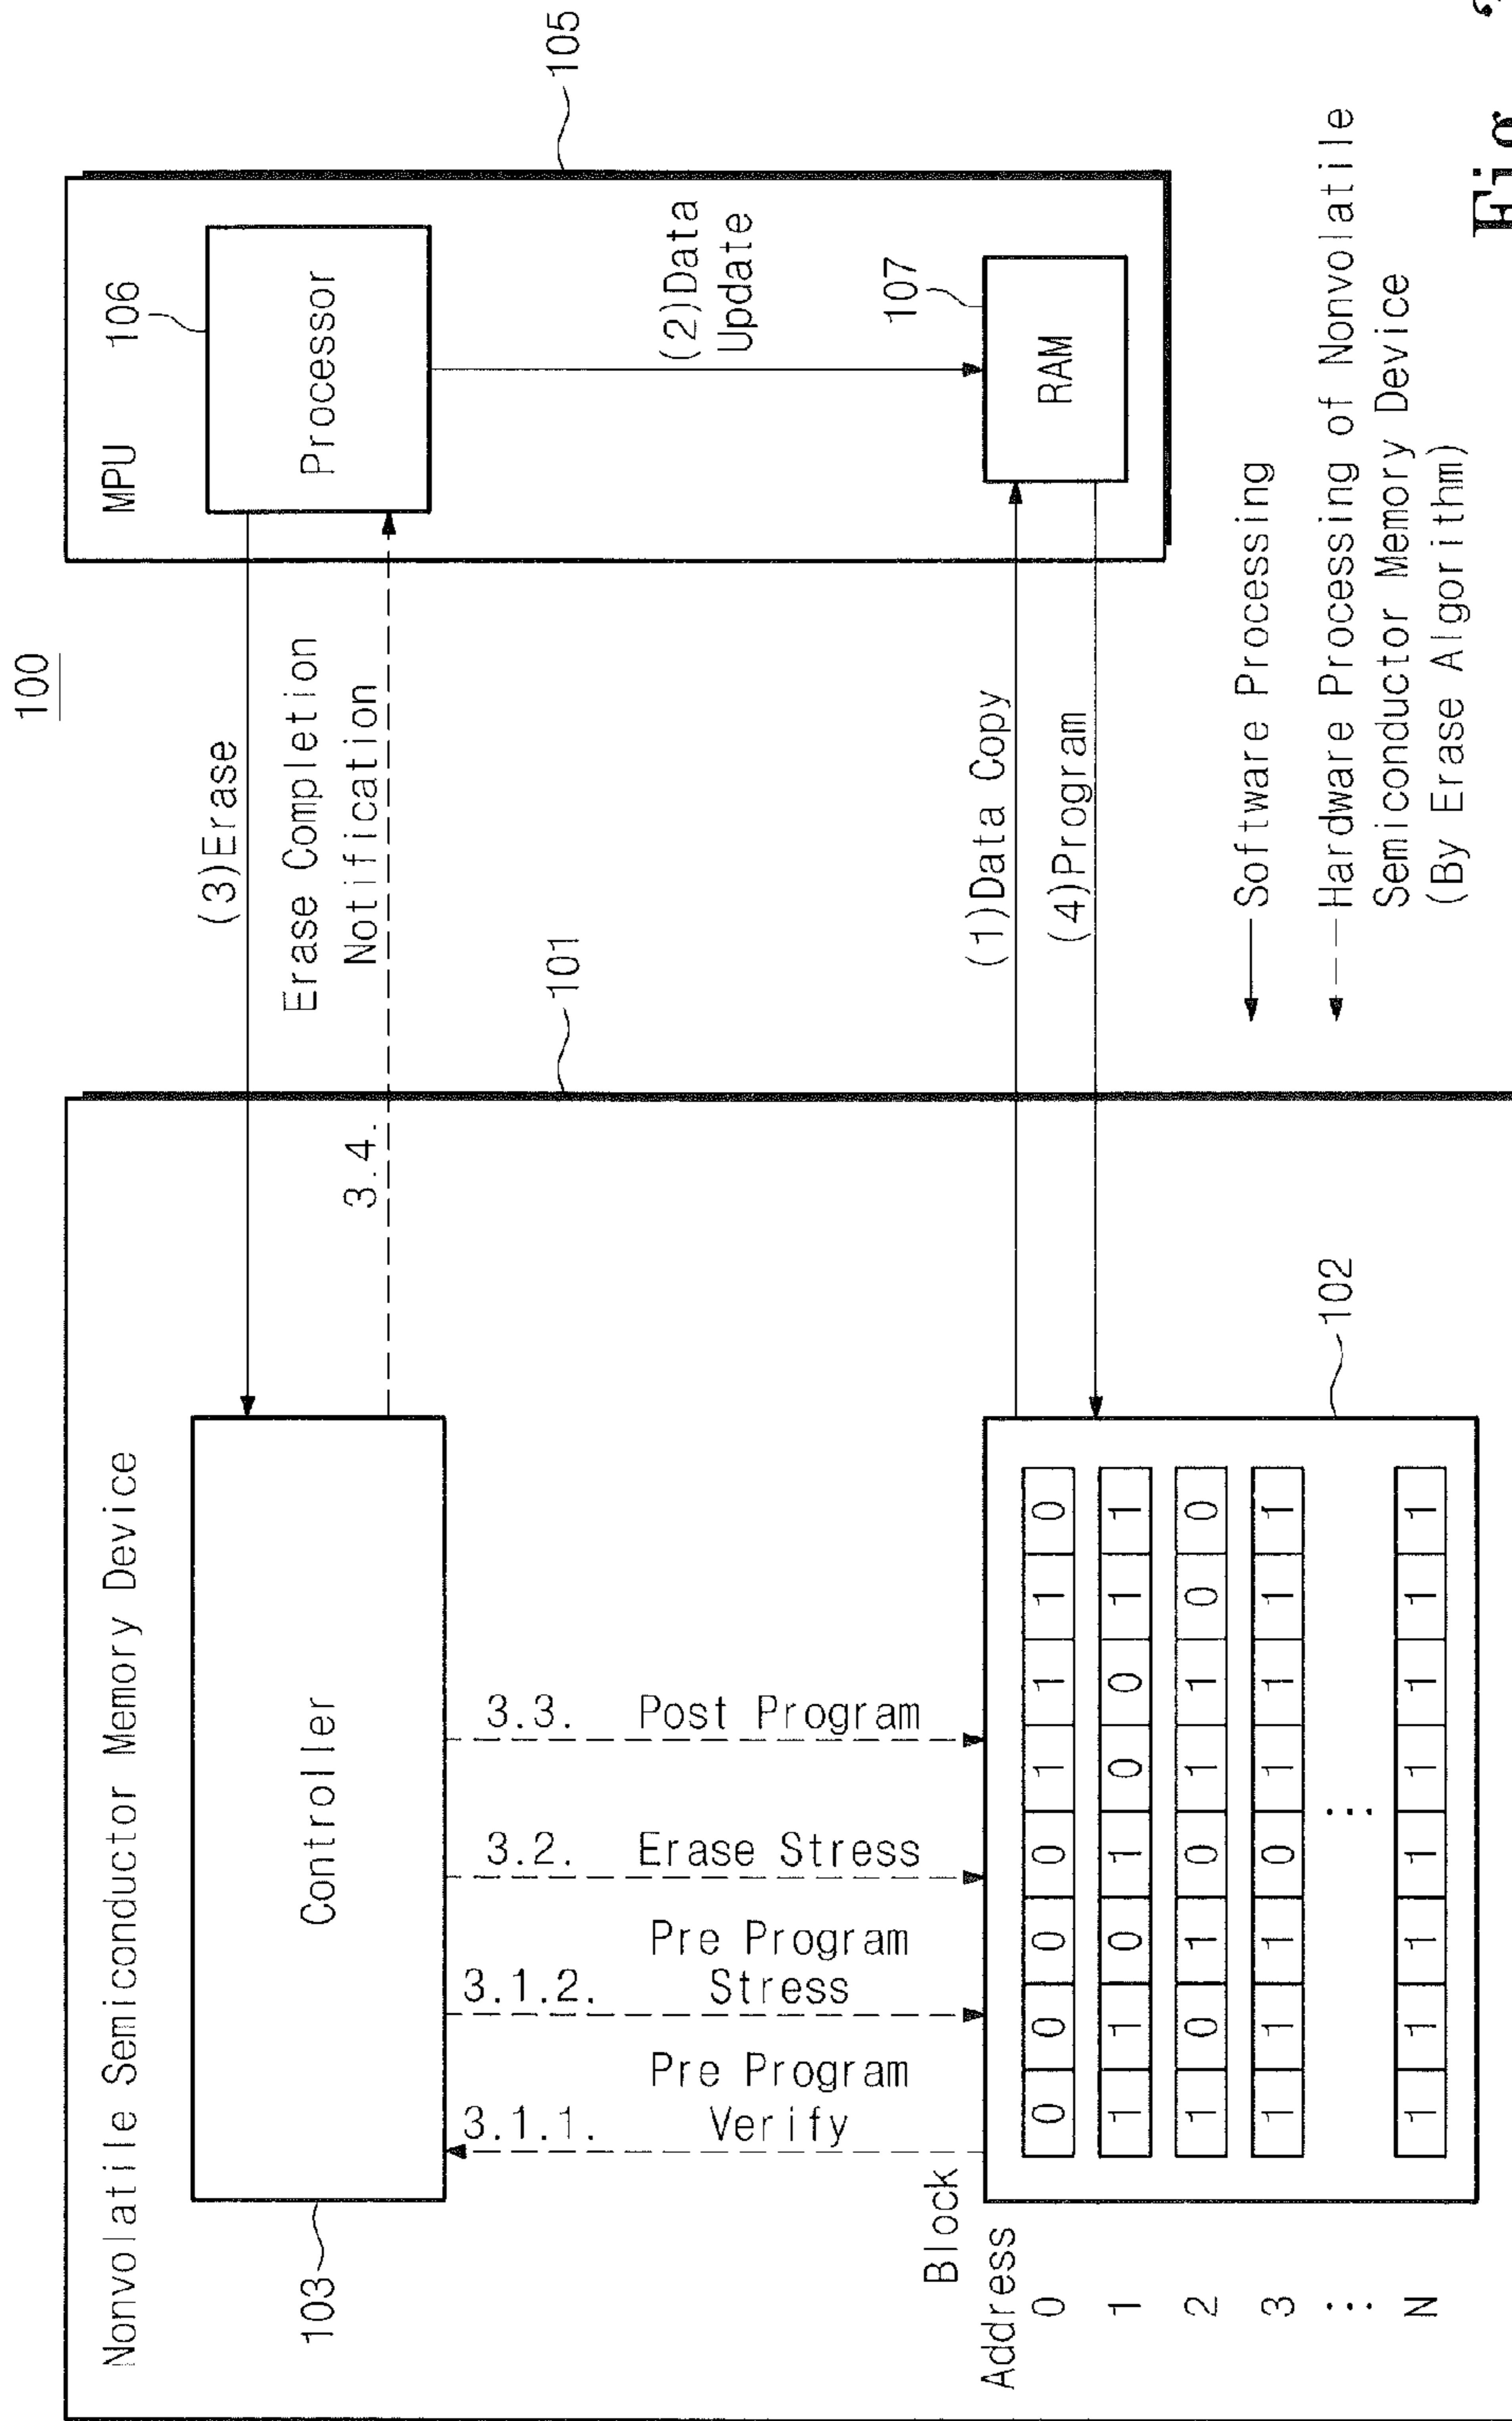 100
Nonvolatile Semiconductor Memory Device
MPU
106
103
Controller
Processor
(3)Erase
3.4.
Erase Completion
Notification
101
105
3.1.1.
Pre Program
Verify
3.1.2.
Pre Program
Stress
3.2.
Erase Stress
3.3.
Post Program
(2)Data
Update
107
RAM
(1)Data Copy
(4)Program
Block
Address
0 0 0 0 0 1 1 1 0
1 1 1 0 1 0 0 1 1
2 1 0 1 0 1 1 0 0
3 1 1 1 0 1 1 1 1
⋮ ⋮
N 1 1 1 1 1 1 1 1
102
Software Processing
Hardware Processing of Nonvolatile
Semiconductor Memory Device
(By Erase Algorithm)
Fig.